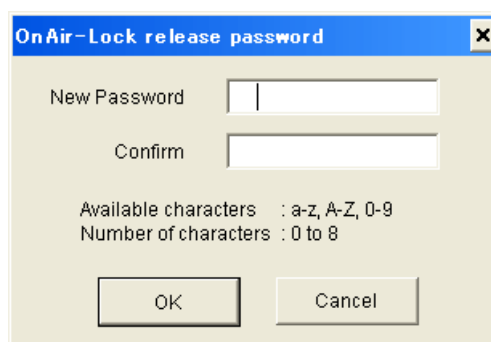 OnAir-Lock release password
New Password
Confirm
Available characters : a-z, A-Z, 0-9
Number of characters : 0 to 8
OK Cancel